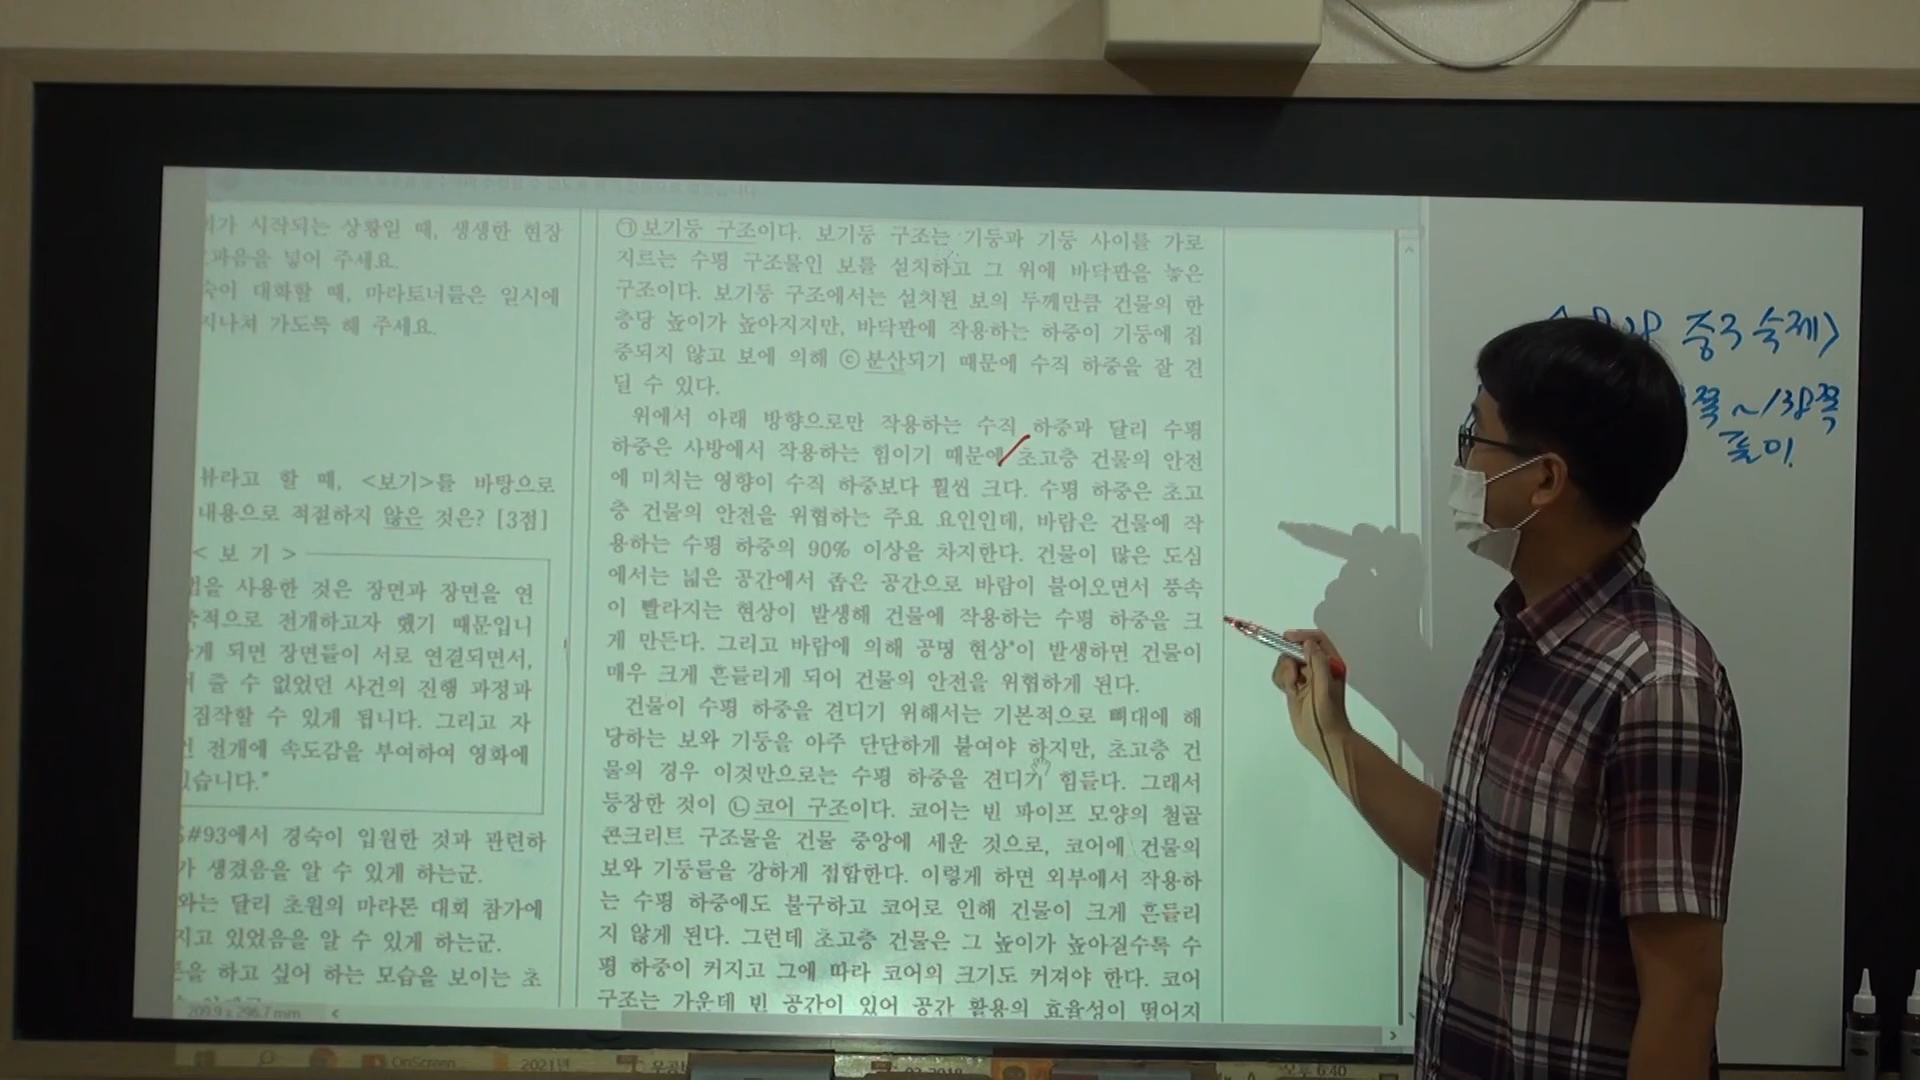 이가 시작되는 상황일 때, 생생한 현장
과음을 넣어 주세요.
이 대화할 때, 마라토너들은 일시에
지나쳐 가도록 해 주세요.
뷰라고 할 때, <보기>를 바탕으로
내용으로 적절하지 않은 것은? [3점]
< 보 기 >
을 사용한 것은 장면과 장면을 연
적으로 전개하고자 했기 때문입니
게 되면 장면들이 서로 연결되면서,
줄 수 없었던 사건의 진행 과정과
짐작할 수 있게 됩니다. 그리고 자
전개에 속도감을 부여하여 영화에
있습니다."
#93에서 경숙이 입원한 것과 관련하
가 생겼음을 알 수 있게 하는군.
와는 달리 초원의 마라톤 대회 참가에
지고 있었음을 알 수 있게 하는군.
을 하고 싶어 하는 모습을 보이는 초
㉠ 보기둥 구조이다. 보기둥 구조는 기둥과 기둥 사이를 가로
지르는 수평 구조물인 보를 설치하고 그 위에 바닥판을 놓은
구조이다. 보기둥 구조에서는 설치된 보의 두께만큼 건물의 한
층당 높이가 높아지지만, 바닥판에 작용하는 하중이 기둥에 집
중되지 않고 보에 의해 ⓒ 분산되기 때문에 수직 하중을 잘 견
딜 수 있다.
위에서 아래 방향으로만 작용하는 수직 하중과 달리 수평
하중은 사방에서 작용하는 힘이기 때문에 초고층 건물의 안전
에 미치는 영향이 수직 하중보다 훨씬 크다. 수평 하중은 초고
층 건물의 안전을 위협하는 주요 요인인데, 바람은 건물에 작
용하는 수평 하중의 90% 이상을 차지한다. 건물이 많은 도심
에서는 넓은 공간에서 좁은 공간으로 바람이 불어오면서 풍속
이 빨라지는 현상이 발생해 건물에 작용하는 수평 하중을 크
게 만든다. 그리고 바람에 의해 공명 현상*이 발생하면 건물이
매우 크게 흔들리게 되어 건물의 안전을 위협하게 된다.
건물이 수평 하중을 견디기 위해서는 기본적으로 뼈대에 해
당하는 보와 기둥을 아주 단단하게 붙여야 하지만, 초고층 건
물의 경우 이것만으로는 수평 하중을 견디기 힘들다. 그래서
등장한 것이 ㉡ 코어 구조이다. 코어는 빈 파이프 모양의 철골
콘크리트 구조물을 건물 중앙에 세운 것으로, 코어에 건물의
보와 기둥들을 강하게 접합한다. 이렇게 하면 외부에서 작용하
는 수평 하중에도 불구하고 코어로 인해 건물이 크게 흔들리
지 않게 된다. 그런데 초고층 건물은 그 높이가 높아질수록 수
평 하중이 커지고 그에 따라 코어의 크기도 커져야 한다. 코어
구조는 가운데 빈 공간이 있어 공간 활용의 효율성이 떨어지
209.9 x 296.7 mm
OnScreen
2021년
오후 6:40
중3 숙제>
쪽 ~138쪽
풀이.